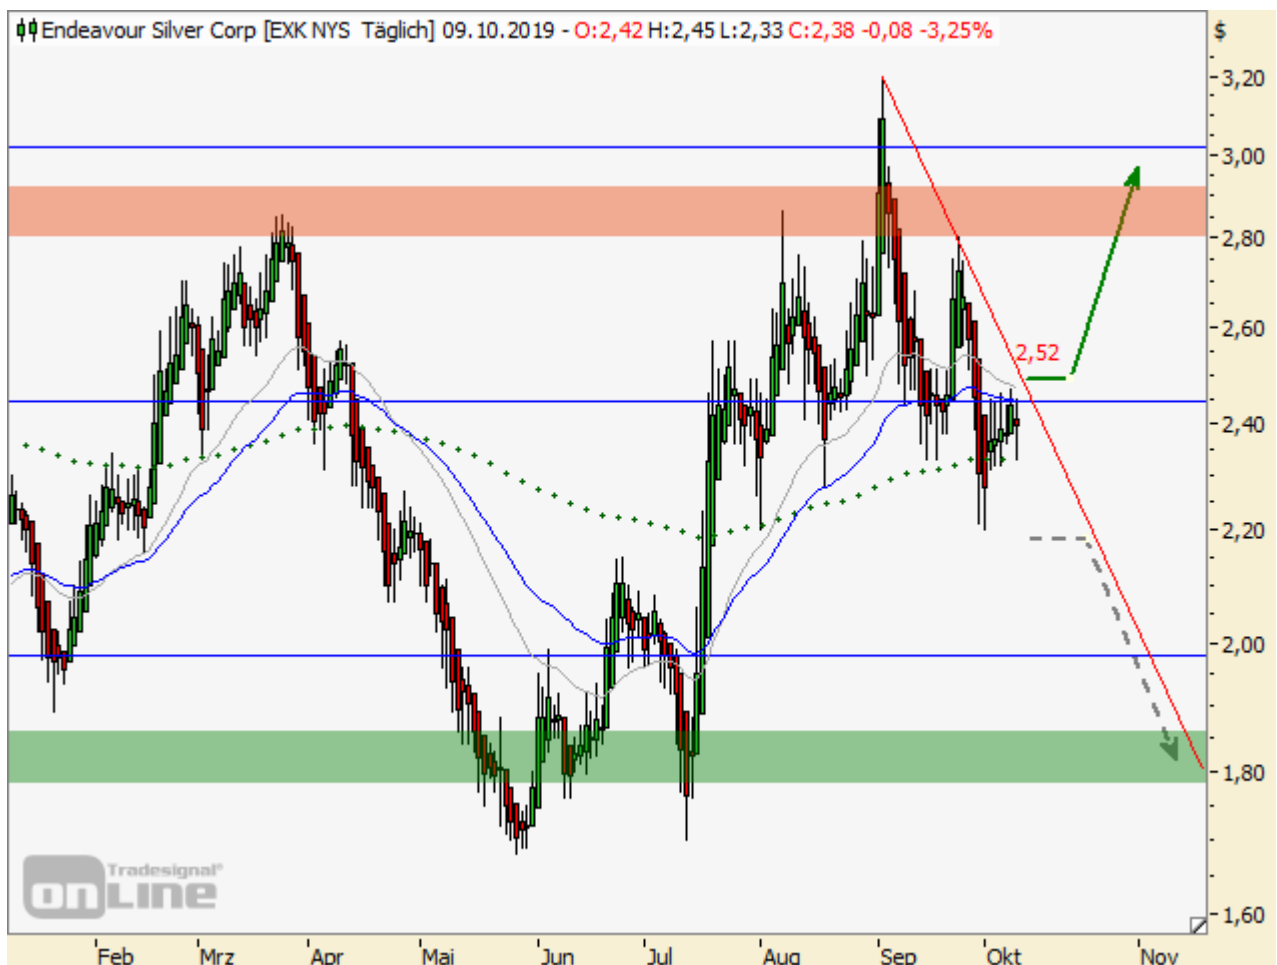 Endeavour Silver Corp [EXK NYS Täglich] 09.10.2019 - O:2,42 H:2,45 L:2,33 C:2,38 -0,08 -3,25%
$
3,20
3,00
2,80
2,60
2,52
2,40
2,20
2,00
1,80
1,60
Tradesignal®
onLine
Feb Mrz Apr Mai Jun Jul Aug Sep Okt Nov